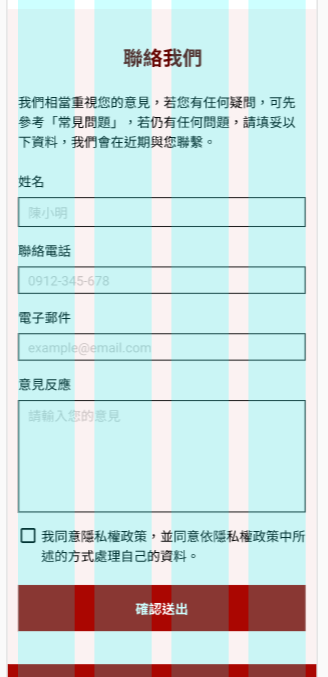 聯絡我們
我們相當重視您的意見，若您有任何疑問，可先
參考「常見問題」，若仍有任何問題，請填妥以
下資料，我們會在近期與您聯繫。
姓名
陳小明
聯絡電話
0912-345-678
電子郵件
example@email.com
意見反應
請輸入您的意見
我同意隱私權政策，並同意依隱私權政策中所
述的方式處理自己的資料。
確認送出